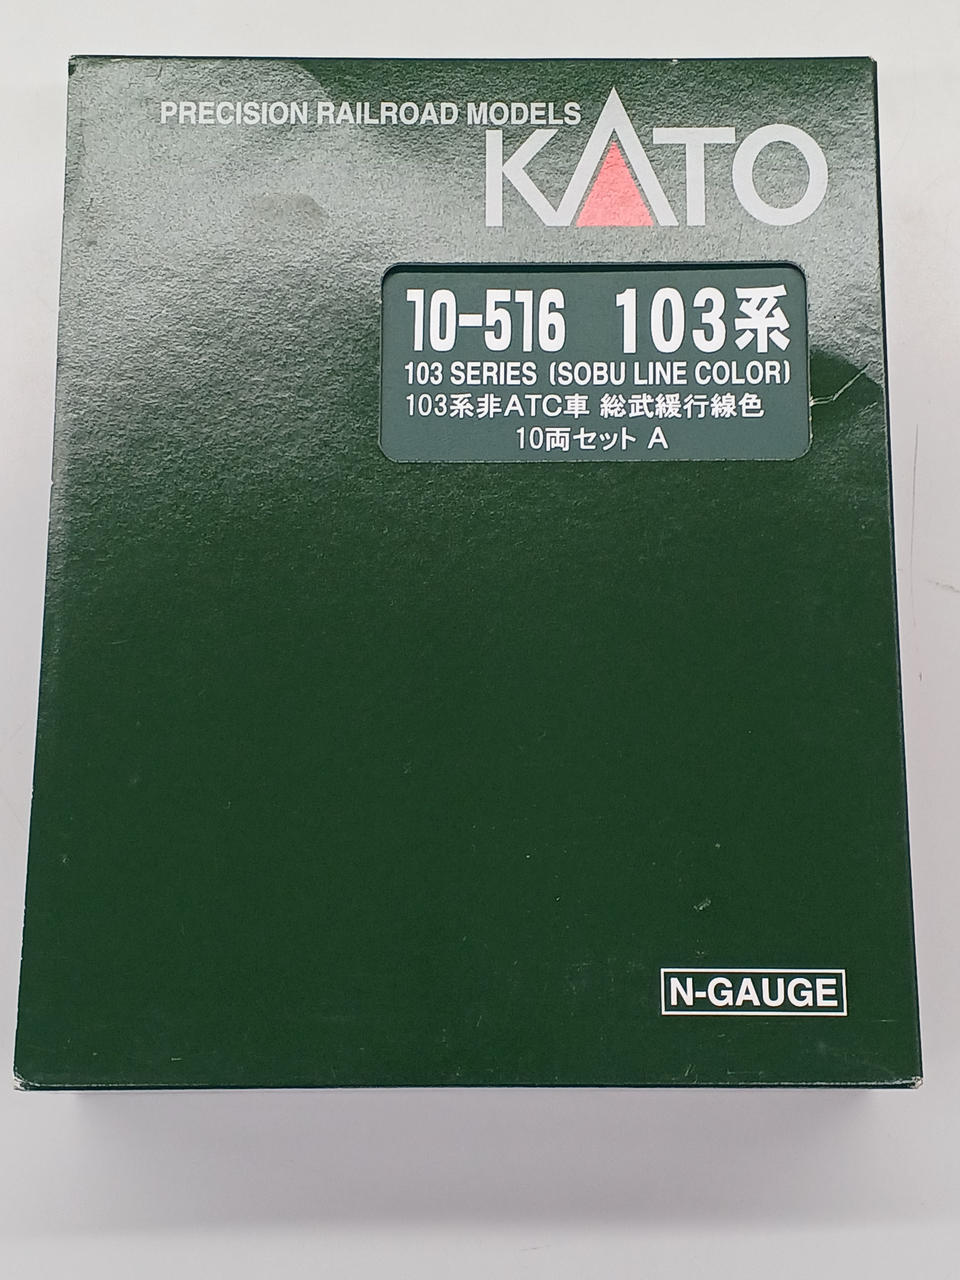 PRECISION RAILROAD MODELS
KATO
10-516 103系
103 SERIES (SOBU LINE COLOR)
103系非ATC車 総武緩行線色
10両セット A
N-GAUGE